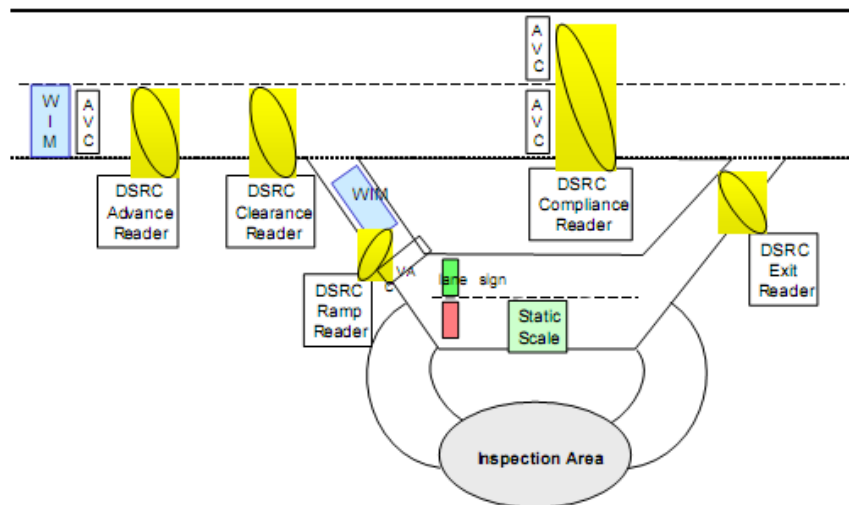 A
V
C
W
I
M
A
V
C
A
V
C
DSRC
Advance
Reader
DSRC
Clearance
Reader
WIM
DSRC
Compliance
Reader
DSRC
Exit
Reader
VA
C
lane sign
DSRC
Ramp
Reader
Static
Scale
Inspection Area